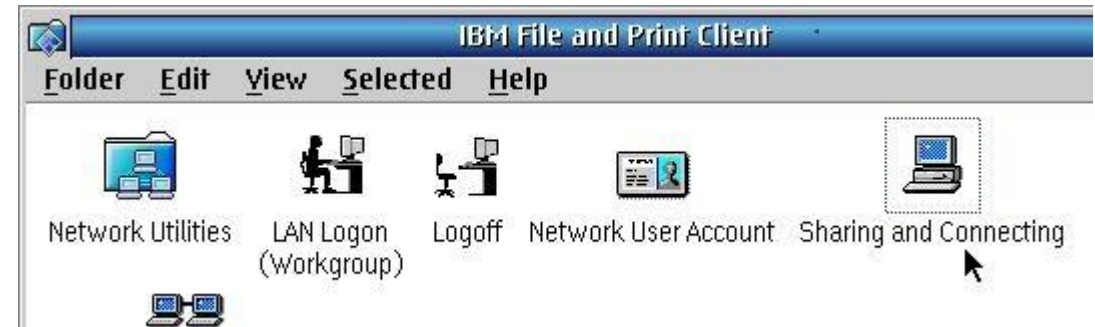 IBM File and Print Client
Folder Edit View Selected Help
Network Utilities LAN Logon Logoff Network User Account Sharing and Connecting
(Workgroup)